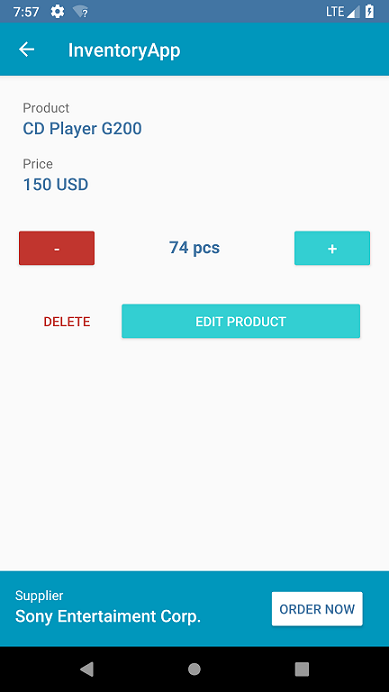 7:57 LTE
InventoryApp
Product
CD Player G200
Price
150 USD
- 74 pcs +
DELETE EDIT PRODUCT
Supplier
Sony Entertaiment Corp.
ORDER NOW